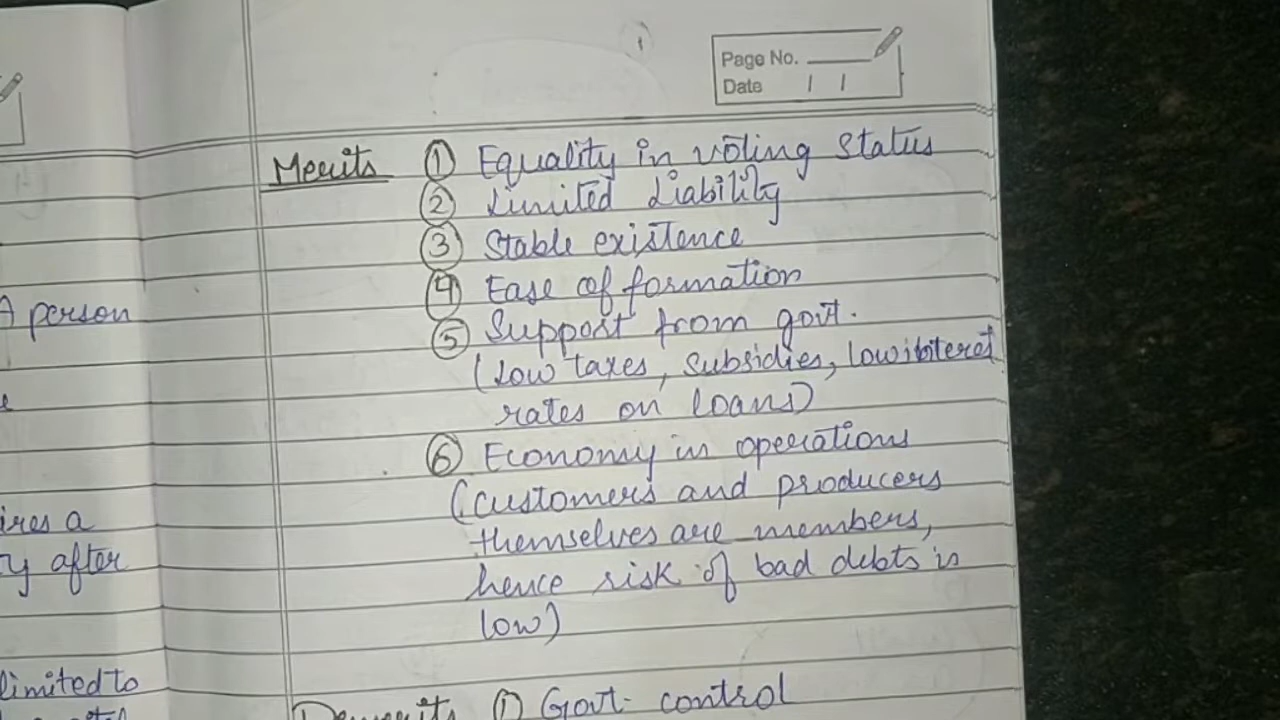 Page No.
Date
A person
ires a
y after
limited to
Merits ① Equality in voting status
② Limited Liability
③ Stable existence
④ Ease of formation
⑤ Support from govt.
(Low taxes, subsidies, low interest
rates on loans)
⑥ Economy in operations
(Customers and producers
themselves are members,
hence risk of bad debts is
low)
Demerits ① Govt. control